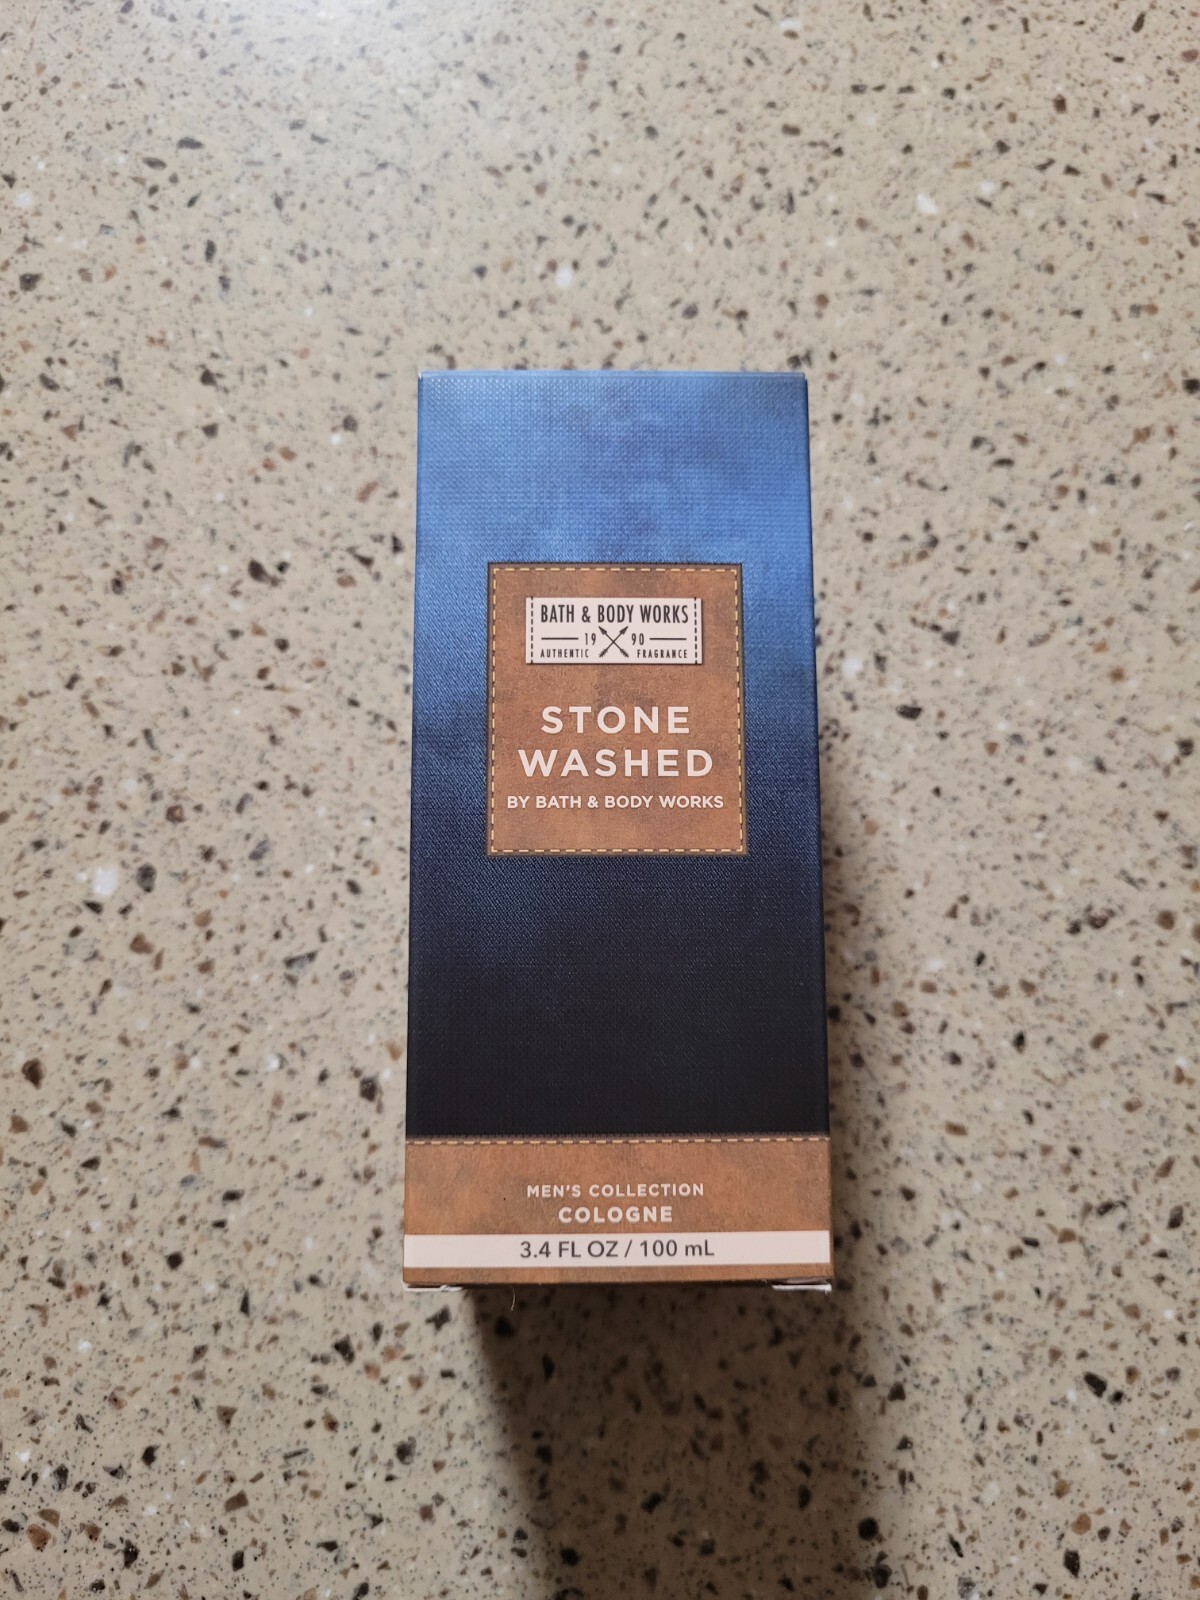 BATH & BODY WORKS
19 90
AUTHENTIC FRAGRANCE
STONE
WASHED
BY BATH & BODY WORKS
MEN'S COLLECTION
COLOGNE
3.4 FL OZ / 100 mL